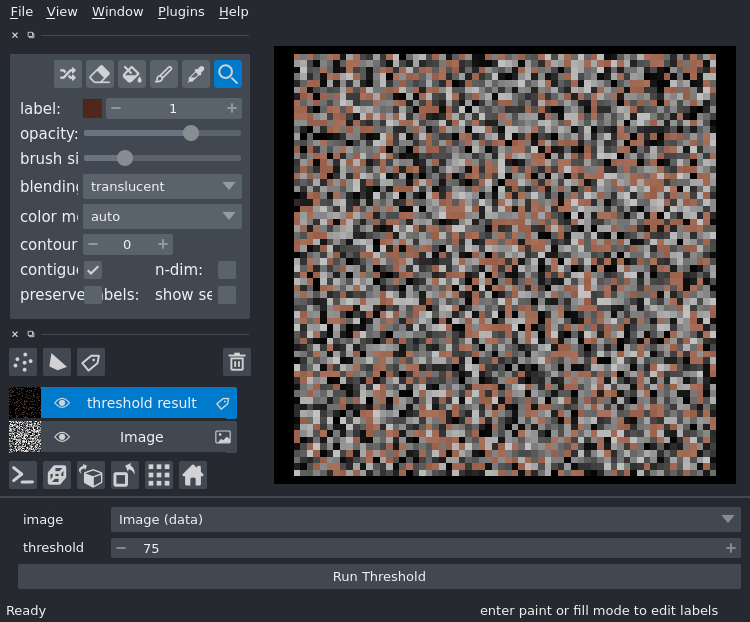 File View Window Plugins Help
label: 1
opacity:
brush si
blending translucent
color m auto
contour 0
contigu n-dim:
preserve abels: show se
threshold result
Image
image Image (data)
threshold 75
Run Threshold
Ready enter paint or fill mode to edit labels